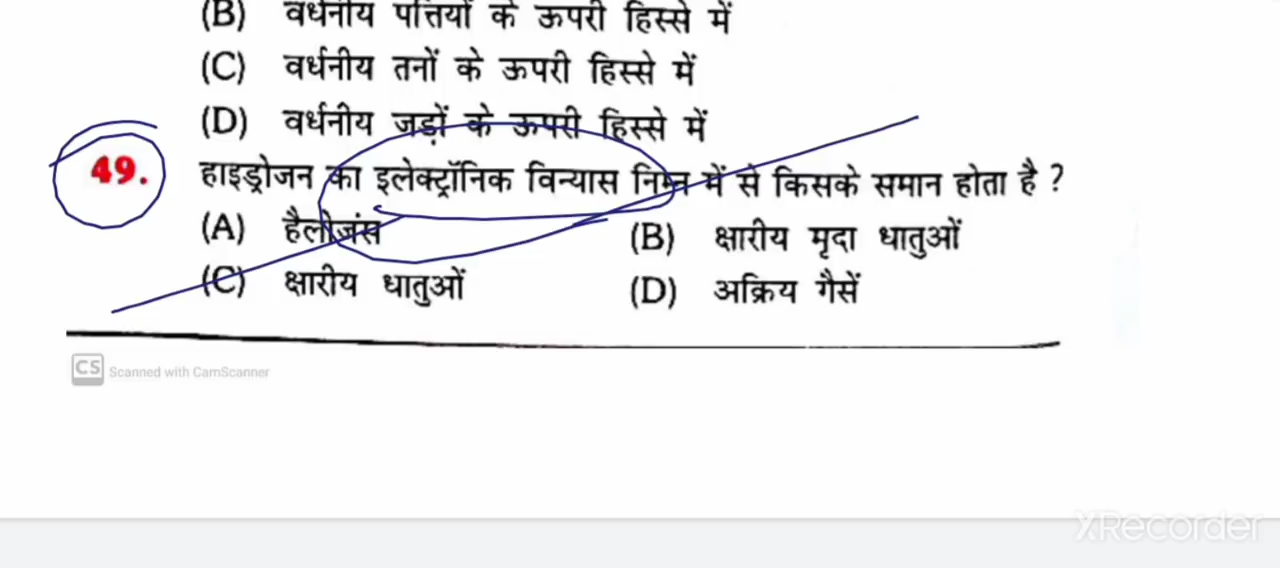 (B) वर्धनीय पत्तियों के ऊपरी हिस्से में
(C) वर्धनीय तनों के ऊपरी हिस्से में
(D) वर्धनीय जड़ों के ऊपरी हिस्से में
49. हाइड्रोजन का इलेक्ट्रॉनिक विन्यास निम्न में से किसके समान होता है ?
(A) हैलोजंस (B) क्षारीय मृदा धातुओं
(C) क्षारीय धातुओं (D) अक्रिय गैसें
CS Scanned with CamScanner
XRecorder